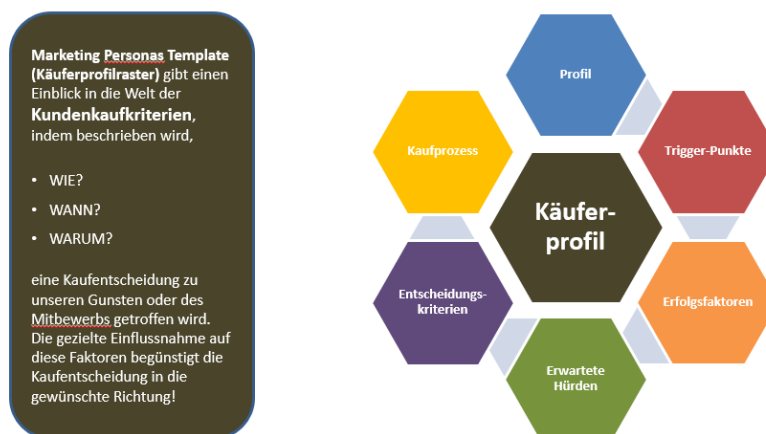 Marketing Personas Template
(Käuferprofilraster) gibt einen
Einblick in die Welt der
Kundenkaufkriterien,
indem beschrieben wird,
• WIE?
• WANN?
• WARUM?
eine Kaufentscheidung zu
unseren Gunsten oder des
Mitbewerbs getroffen wird.
Die gezielte Einflussnahme auf
diese Faktoren begünstigt die
Kaufentscheidung in die
gewünschte Richtung!
Profil
Trigger-Punkte
Erfolgsfaktoren
Erwartete
Hürden
Entscheidungs-
kriterien
Kaufprozess
Käufer-
profil